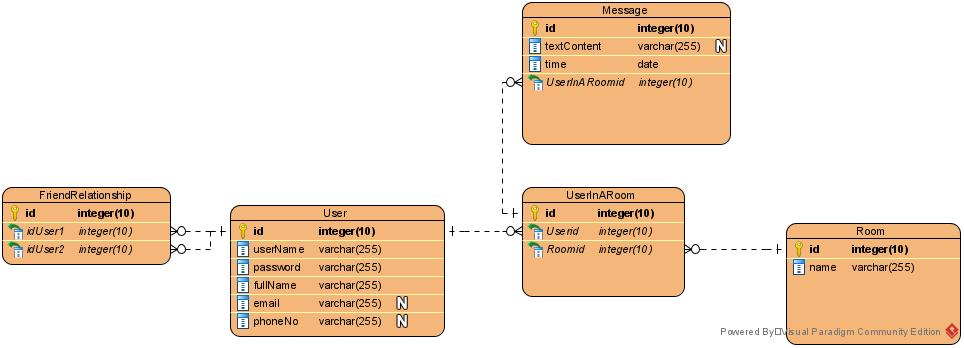 Message
id integer(10)
textContent varchar(255) N
time date
UserInARoomid integer(10)
FriendRelationship
id integer(10)
idUser1 integer(10)
idUser2 integer(10)
User
id integer(10)
userName varchar(255)
password varchar(255)
fullName varchar(255)
email varchar(255) N
phoneNo varchar(255) N
UserInARoom
id integer(10)
Userid integer(10)
Roomid integer(10)
Room
id integer(10)
name varchar(255)
Powered By□Visual Paradigm Community Edition